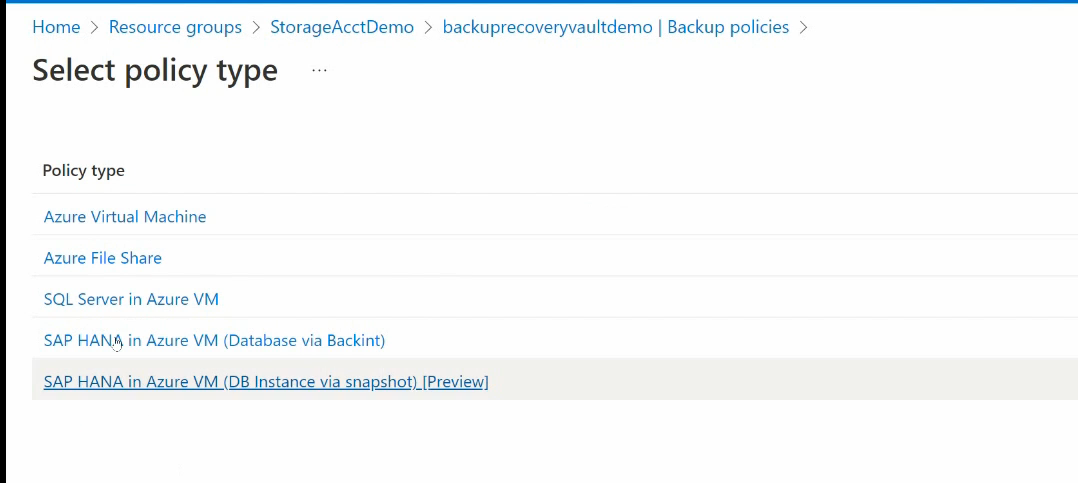 Home > Resource groups > StorageAcctDemo > backuprecoveryvaultdemo | Backup policies >
Select policy type ...
Policy type
Azure Virtual Machine
Azure File Share
SQL Server in Azure VM
SAP HANA in Azure VM (Database via Backint)
SAP HANA in Azure VM (DB Instance via snapshot) [Preview]